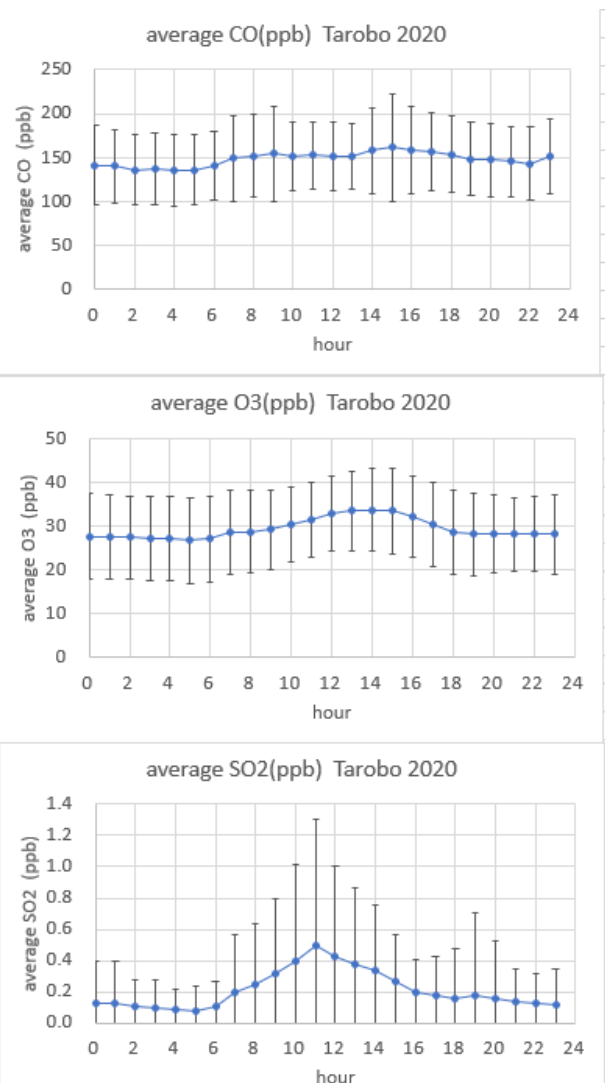 average CO(ppb)  Tarobo 2020
250
200
150
100
50
0
average CO (ppb)
0 2 4 6 8 10 12 14 16 18 20 22 24
hour
average O3(ppb)  Tarobo 2020
50
40
30
20
10
0
average O3 (ppb)
0 2 4 6 8 10 12 14 16 18 20 22 24
hour
average SO2(ppb)  Tarobo 2020
1.4
1.2
1.0
0.8
0.6
0.4
0.2
0.0
average SO2 (ppb)
0 2 4 6 8 10 12 14 16 18 20 22 24
hour